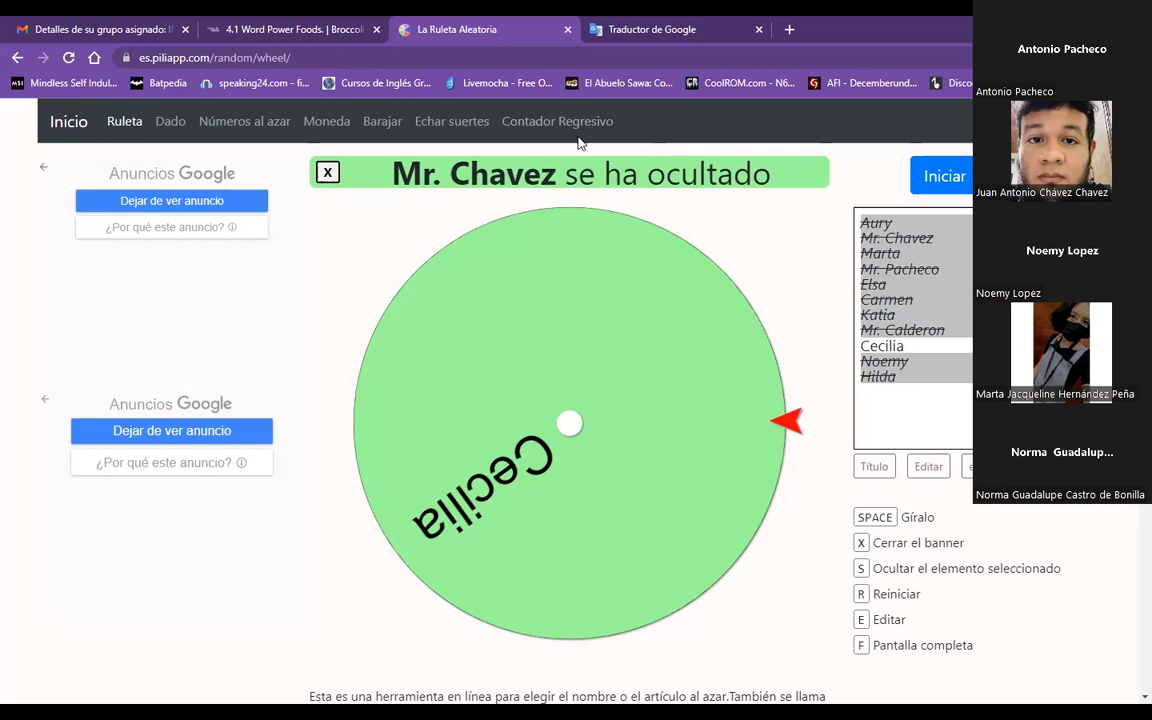 Detalles de su grupo asignado: I
4.1 Word Power Foods. | Broccol
La Ruleta Aleatoria
Traductor de Google
es.piliapp.com/random/wheel/
Mindless Self Indul...
Batpedia
speaking24.com - fi...
Cursos de Inglés Gr...
Livemocha - Free O...
El Abuelo Sawa: Co...
CoolROM.com - N6...
AFI - Decemberund...
Disco
Inicio
Ruleta
Dado
Números al azar
Moneda
Barajar
Echar suertes
Contador Regresivo
Anuncios Google
Dejar de ver anuncio
¿Por qué este anuncio?
X
Mr. Chavez se ha ocultado
Iniciar
Cecilia
Aury
Mr. Chavez
Marta
Mr. Pacheco
Elsa
Carmen
Katia
Mr. Calderon
Cecilia
Noemy
Hilda
Anuncios Google
Dejar de ver anuncio
¿Por qué este anuncio?
Título
Editar
e
SPACE Gíralo
X Cerrar el banner
S Ocultar el elemento seleccionado
R Reiniciar
E Editar
F Pantalla completa
Esta es una herramienta en línea para elegir el nombre o el artículo al azar.También se llama
Antonio Pacheco
Antonio Pacheco
Juan Antonio Chávez Chavez
Noemy Lopez
Noemy Lopez
Marta Jacqueline Hernández Peña
Norma Guadalup...
Norma Guadalupe Castro de Bonilla